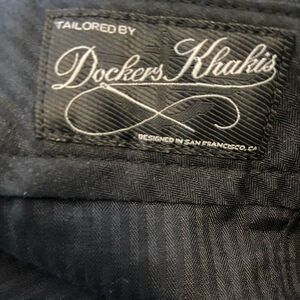 TAILORED BY
Dockers Khakis
DESIGNED IN SAN FRANCISCO, CA